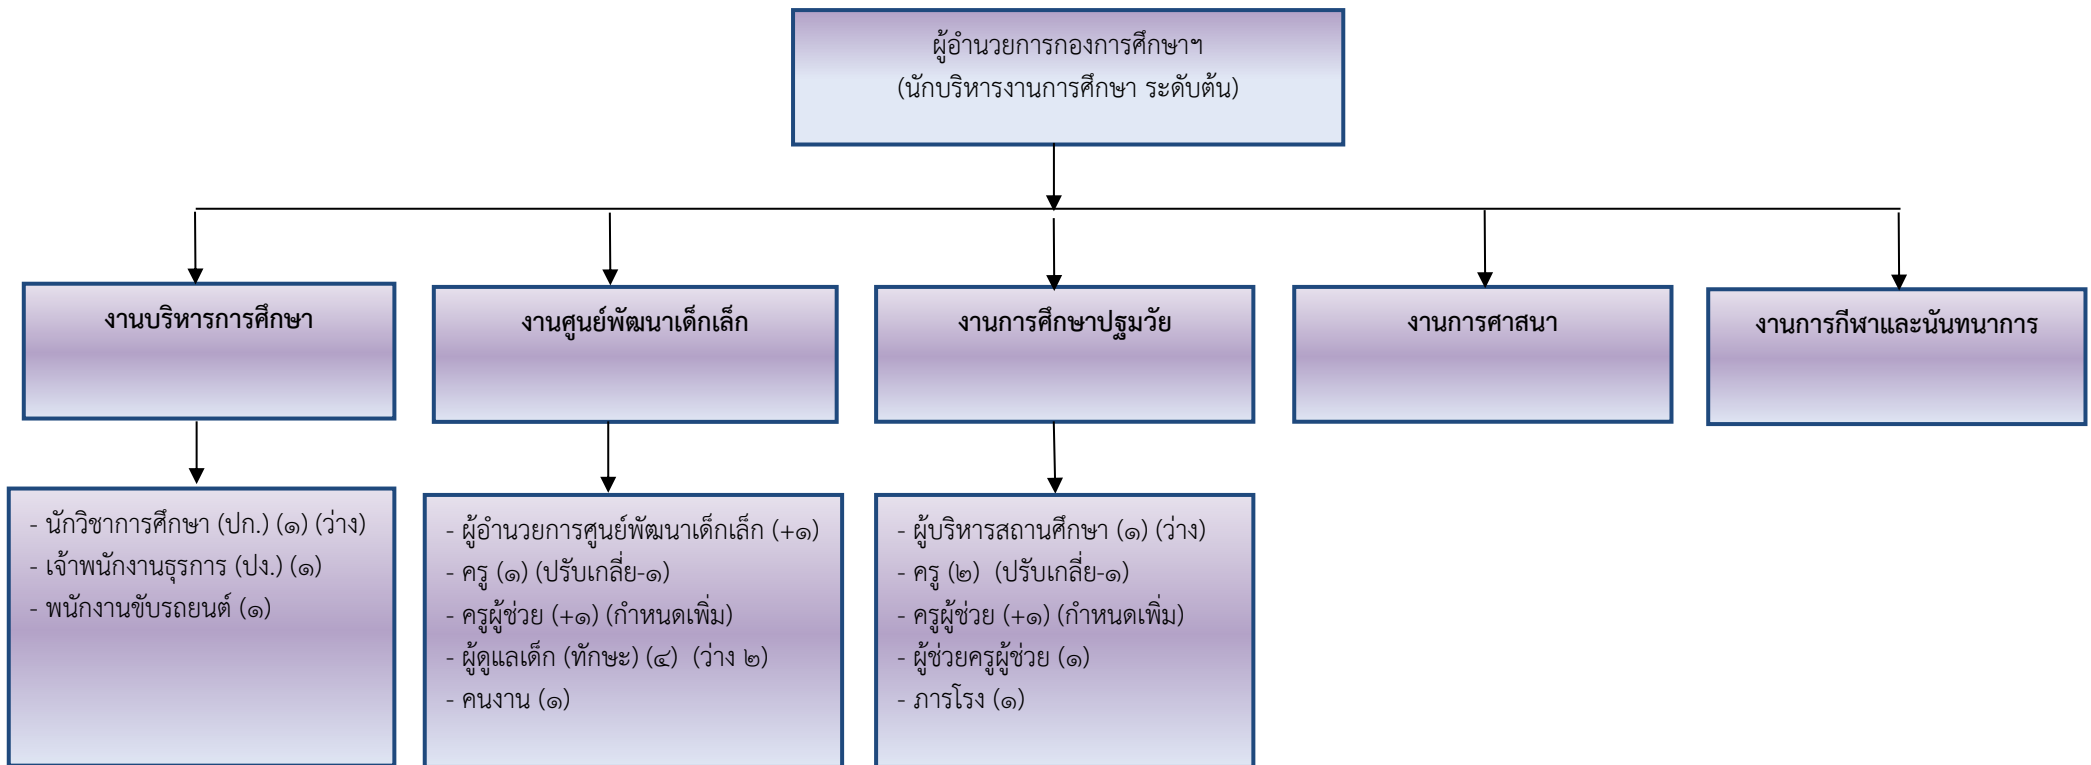 ผู้อำนวยการกองการศึกษาฯ
(นักบริหารงานการศึกษา ระดับต้น)
งานบริหารการศึกษา
งานศูนย์พัฒนาเด็กเล็ก
งานการศึกษาปฐมวัย
งานการศาสนา
งานการกีฬาและนันทนาการ
- นักวิชาการศึกษา (ปก.) (๑) (ว่าง)
- เจ้าพนักงานธุรการ (ปง.) (๑)
- พนักงานขับรถยนต์ (๑)
- ผู้อำนวยการศูนย์พัฒนาเด็กเล็ก (+๑)
- ครู (๑) (ปรับเกลี่ย-๑)
- ครูผู้ช่วย (+๑) (กำหนดเพิ่ม)
- ผู้ดูแลเด็ก (ทักษะ) (๔) (ว่าง ๒)
- คนงาน (๑)
- ผู้บริหารสถานศึกษา (๑) (ว่าง)
- ครู (๒) (ปรับเกลี่ย-๑)
- ครูผู้ช่วย (+๑) (กำหนดเพิ่ม)
- ผู้ช่วยครูผู้ช่วย (๑)
- ภารโรง (๑)